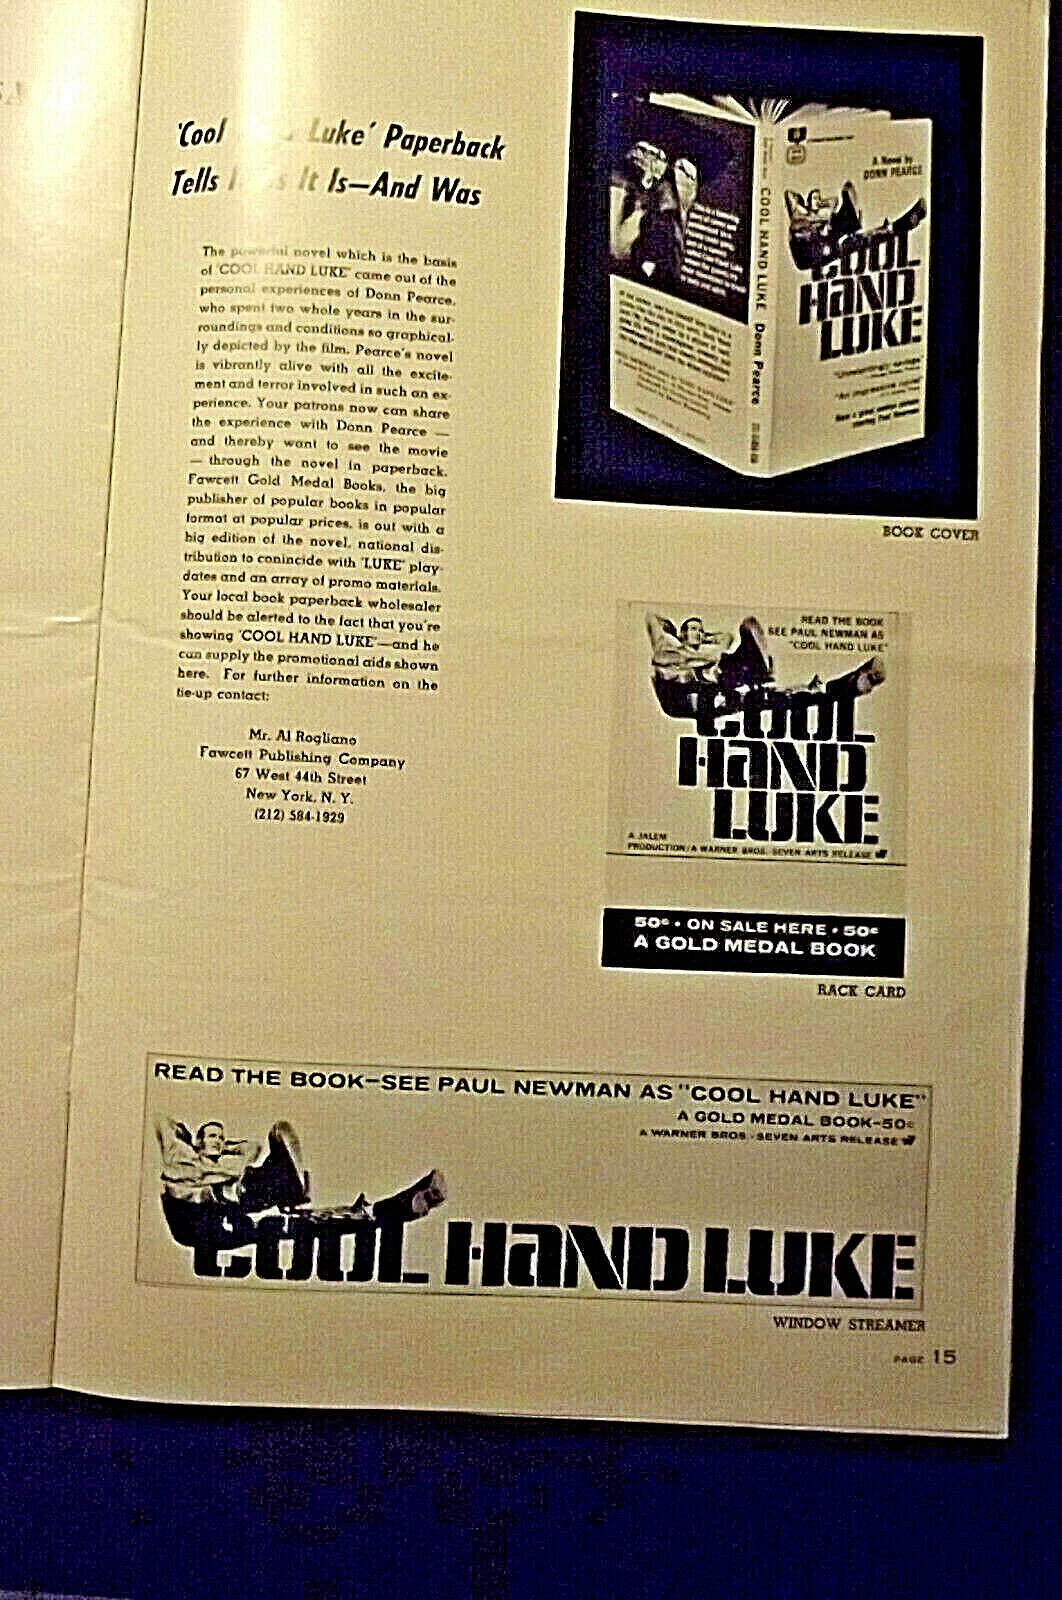 'Cool Luke' Paperback
Tells It Is—And Was
The powerful novel which is the basis
of 'COOL HAND LUKE' came out of the
personal experiences of Donn Pearce,
who spent two whole years in the sur-
roundings and conditions so graphical-
ly depicted by the film. Pearce's novel
is vibrantly alive with all the excite-
ment and terror involved in such an ex-
perience. Your patrons now can share
the experience with Donn Pearce —
and thereby want to see the movie
— through the novel in paperback.
Fawcett Gold Medal Books, the big
publisher of popular books in popular
format at popular prices, is out with a
big edition of the novel, national dis-
tribution to conincide with 'LUKE' play-
dates and an array of promo materials.
Your local book paperback wholesaler
should be alerted to the fact that you're
showing 'COOL HAND LUKE'—and he
can supply the promotional aids shown
here. For further information on the
tie-up contact:
Mr. Al Rogliano
Fawcett Publishing Company
67 West 44th Street
New York, N. Y.
(212) 584-1929
COOL HAND LUKE Donn Pearce
A Novel by
DONN PEARCE
COOL
HAND
LUKE
BOOK COVER
READ THE BOOK
SEE PAUL NEWMAN AS
"COOL HAND LUKE"
COOL
HAND
LUKE
A JALEM
PRODUCTION/A WARNER BROS.-SEVEN ARTS RELEASE
50¢ • ON SALE HERE • 50¢
A GOLD MEDAL BOOK
RACK CARD
READ THE BOOK—SEE PAUL NEWMAN AS "COOL HAND LUKE"
A GOLD MEDAL BOOK—50¢
A WARNER BROS.-SEVEN ARTS RELEASE
COOL HAND LUKE
WINDOW STREAMER
PAGE 15